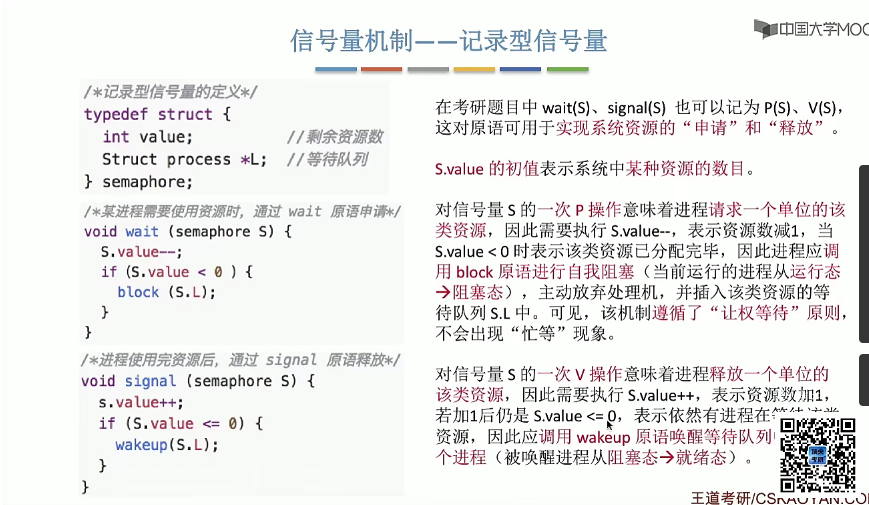 中国大学MOO
信号量机制——记录型信号量
/*记录型信号量的定义*/
typedef struct {
int value; //剩余资源数
Struct process *L; //等待队列
} semaphore;
/*某进程需要使用资源时，通过 wait 原语申请*/
void wait (semaphore S) {
S.value--;
if (S.value < 0 ) {
block (S.L);
}
}
/*进程使用完资源后，通过 signal 原语释放*/
void signal (semaphore S) {
s.value++;
if (S.value <= 0) {
wakeup(S.L);
}
}
在考研题目中 wait(S)、signal(S) 也可以记为 P(S)、V(S)，
这对原语可用于实现系统资源的“申请”和“释放”。
S.value 的初值表示系统中某种资源的数目。
对信号量 S 的一次 P 操作意味着进程请求一个单位的该
类资源，因此需要执行 S.value--，表示资源数减1，当
S.value < 0 时表示该类资源已分配完毕，因此进程应调
用 block 原语进行自我阻塞（当前运行的进程从运行态
→阻塞态），主动放弃处理机，并插入该类资源的等
待队列 S.L 中。可见，该机制遵循了“让权等待”原则，
不会出现“忙等”现象。
对信号量 S 的一次 V 操作意味着进程释放一个单位的
该类资源，因此需要执行 S.value++，表示资源数加1，
若加1后仍是 S.value <= 0，表示依然有进程在等待该类
资源，因此应调用 wakeup 原语唤醒等待队列
个进程（被唤醒进程从阻塞态→就绪态）。
王道考研/CSKAOYAN.COM